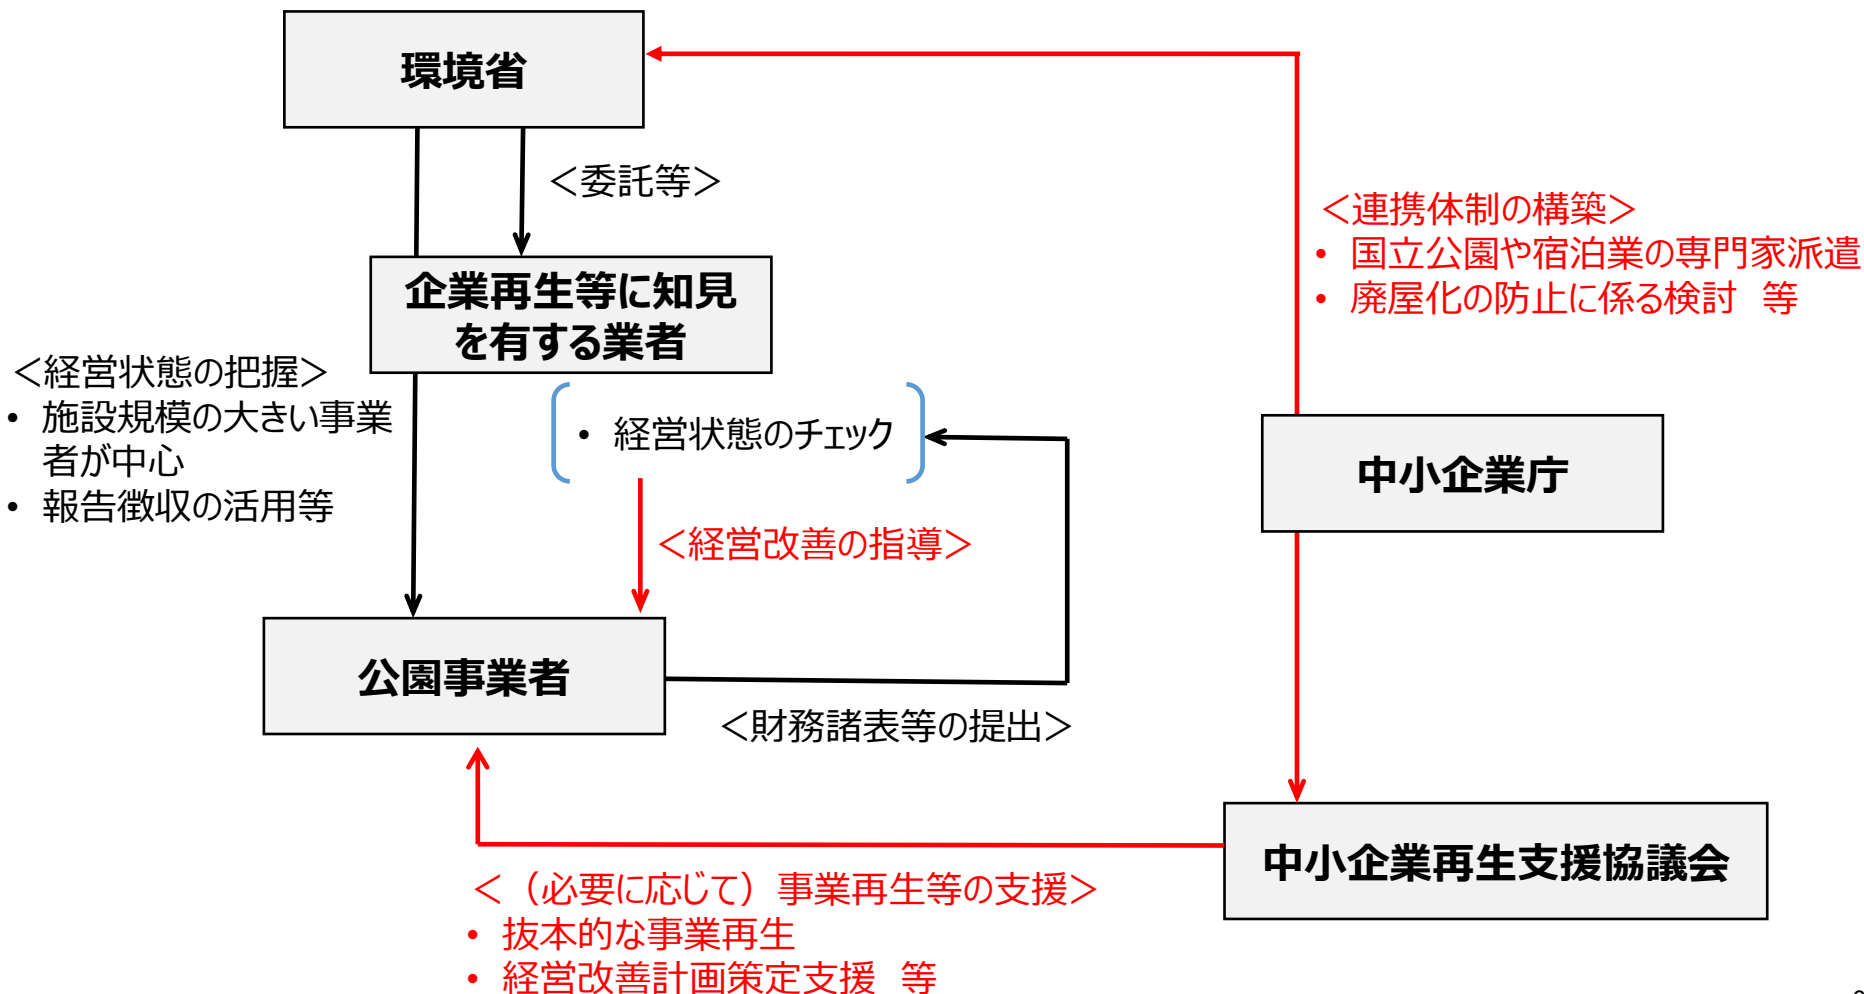 環境省
＜委託等＞
＜連携体制の構築＞
• 国立公園や宿泊業の専門家派遣
• 廃屋化の防止に係る検討　等
企業再生等に知見
を有する業者
＜経営状態の把握＞
• 施設規模の大きい事業
者が中心
• 報告徴収の活用等
• 経営状態のチェック
中小企業庁
＜経営改善の指導＞
公園事業者
＜財務諸表等の提出＞
中小企業再生支援協議会
＜（必要に応じて）事業再生等の支援＞
• 抜本的な事業再生
• 経営改善計画策定支援　等